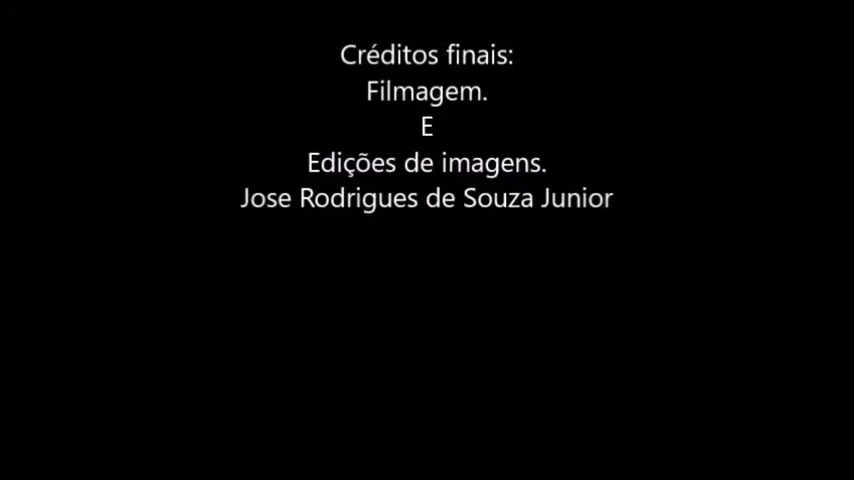 Créditos finais:
Filmagem.
E
Edições de imagens.
Jose Rodrigues de Souza Junior